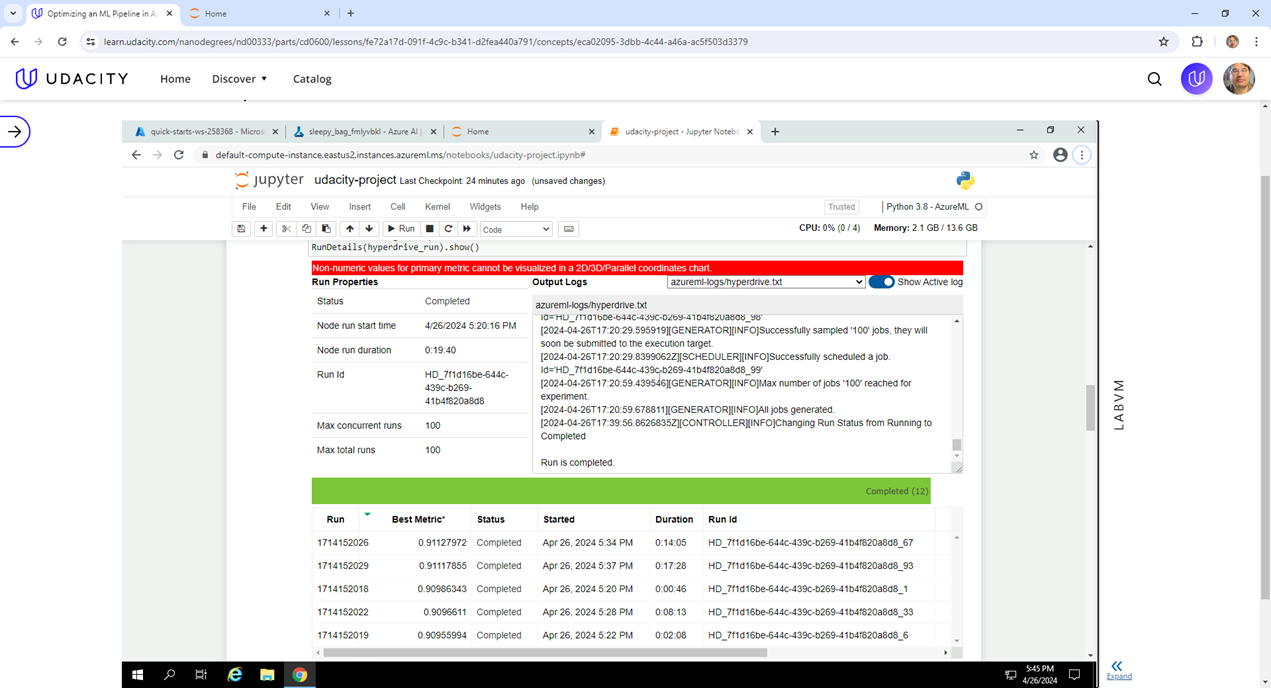 Optimizing an ML Pipeline in A
Home
learn.udacity.com/nanodegrees/nd00333/parts/cd0600/lessons/fe72a17d-091f-4c9c-b341-d2fea440a791/concepts/eca02095-3dbb-4c44-a46a-ac5f503d3379
UDACITY
Home
Discover
Catalog
quick-starts-ws-258368 - Micros
sleepy_bag_fmlyvbkl - Azure AI |
Home
udacity-project - Jupyter Notebo
default-compute-instance.eastus2.instances.azureml.ms/notebooks/udacity-project.ipynb#
jupyter udacity-project Last Checkpoint: 24 minutes ago (unsaved changes)
File Edit View Insert Cell Kernel Widgets Help
Trusted
Python 3.8 - AzureML
Run
Code
CPU: 0% (0 / 4) Memory: 2.1 GB / 13.6 GB
RunDetails(hyperdrive_run).show()
Non-numeric values for primary metric cannot be visualized in a 2D/3D/Parallel coordinates chart.
Run Properties
Status Completed
Node run start time 4/26/2024 5:20:16 PM
Node run duration 0:19:40
Run Id HD_7f1d16be-644c-
439c-b269-
41b4f820a8d8
Max concurrent runs 100
Max total runs 100
Output Logs
azureml-logs/hyperdrive.txt
Show Active log
azureml-logs/hyperdrive.txt
Id='HD_7f1d16be-644c-439c-b269-41b4f820a8d8_98'
[2024-04-26T17:20:29.595919][GENERATOR][INFO]Successfully sampled '100' jobs, they will
soon be submitted to the execution target.
[2024-04-26T17:20:29.8399062Z][SCHEDULER][INFO]Successfully scheduled a job.
Id='HD_7f1d16be-644c-439c-b269-41b4f820a8d8_99'
[2024-04-26T17:20:59.439546][GENERATOR][INFO]Max number of jobs '100' reached for
experiment.
[2024-04-26T17:20:59.678811][GENERATOR][INFO]All jobs generated.
[2024-04-26T17:39:56.8626835Z][CONTROLLER][INFO]Changing Run Status from Running to
Completed
Run is completed.
Completed (12)
Run Best Metric* Status Started Duration Run Id
1714152026 0.91127972 Completed Apr 26, 2024 5:34 PM 0:14:05 HD_7f1d16be-644c-439c-b269-41b4f820a8d8_67
1714152029 0.91117855 Completed Apr 26, 2024 5:37 PM 0:17:28 HD_7f1d16be-644c-439c-b269-41b4f820a8d8_93
1714152018 0.90986343 Completed Apr 26, 2024 5:20 PM 0:00:46 HD_7f1d16be-644c-439c-b269-41b4f820a8d8_1
1714152022 0.9096611 Completed Apr 26, 2024 5:28 PM 0:08:13 HD_7f1d16be-644c-439c-b269-41b4f820a8d8_33
1714152019 0.90955994 Completed Apr 26, 2024 5:22 PM 0:02:08 HD_7f1d16be-644c-439c-b269-41b4f820a8d8_6
LABVM
5:45 PM
4/26/2024
Expand